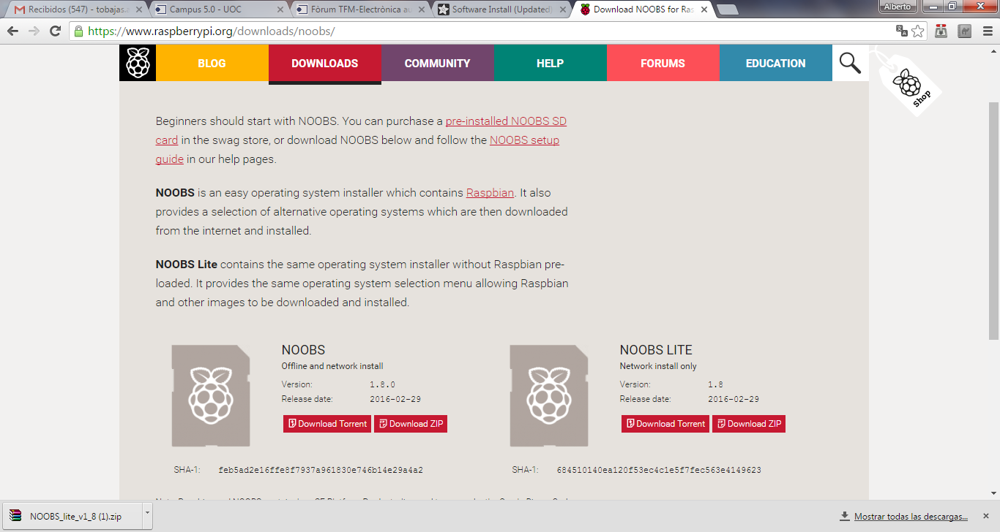 Recibidos (547) - tobajas.a
Campus 5.0 - UOC
Fòrum TFM-Electrònica au
Software Install (Updated)
Download NOOBS for Ras
Alberto
https://www.raspberrypi.org/downloads/noobs/
BLOG
DOWNLOADS
COMMUNITY
HELP
FORUMS
EDUCATION
Shop
Beginners should start with NOOBS. You can purchase a pre-installed NOOBS SD
card in the swag store, or download NOOBS below and follow the NOOBS setup
guide in our help pages.
NOOBS is an easy operating system installer which contains Raspbian. It also
provides a selection of alternative operating systems which are then downloaded
from the internet and installed.
NOOBS Lite contains the same operating system installer without Raspbian pre-
loaded. It provides the same operating system selection menu allowing Raspbian
and other images to be downloaded and installed.
NOOBS
Offline and network install
Version: 1.8.0
Release date: 2016-02-29
Download Torrent Download ZIP
SHA-1: feb5ad2e16ffe8f7937a961830e746b14e29a4a2
NOOBS LITE
Network install only
Version: 1.8
Release date: 2016-02-29
Download Torrent Download ZIP
SHA-1: 684510140ea120f53ec4c1e5f7fec563e4149623
NOOBS_lite_v1_8 (1).zip
Mostrar todas las descargas...